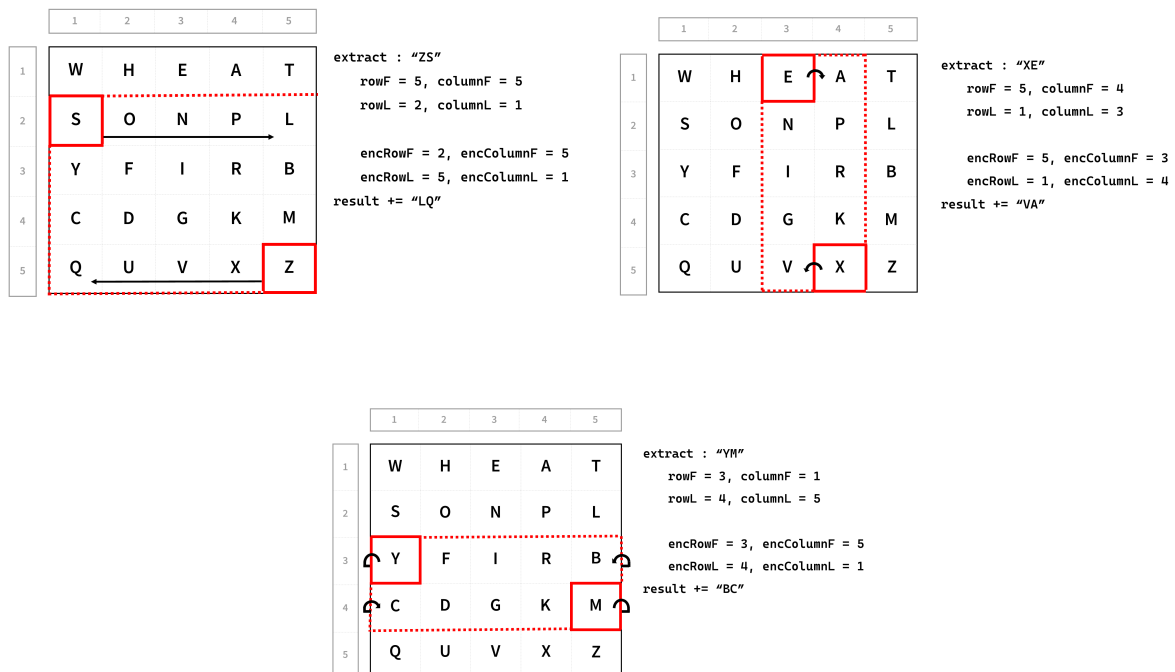 1 2 3 4 5
1 W H E A T
2 S O N P L
3 Y F I R B
4 C D G K M
5 Q U V X Z
extract : “ZS”
rowF = 5, columnF = 5
rowL = 2, columnL = 1
encRowF = 2, encColumnF = 5
encRowL = 5, encColumnL = 1
result += “LQ”
1 2 3 4 5
1 W H E A T
2 S O N P L
3 Y F I R B
4 C D G K M
5 Q U V X Z
extract : “XE”
rowF = 5, columnF = 4
rowL = 1, columnL = 3
encRowF = 5, encColumnF = 3
encRowL = 1, encColumnL = 4
result += “VA”
1 2 3 4 5
1 W H E A T
2 S O N P L
3 Y F I R B
4 C D G K M
5 Q U V X Z
extract : “YM”
rowF = 3, columnF = 1
rowL = 4, columnL = 5
encRowF = 3, encColumnF = 5
encRowL = 4, encColumnL = 1
result += “BC”